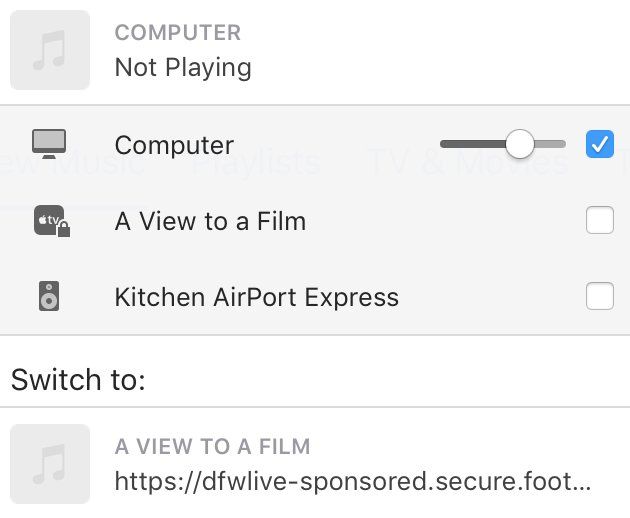 COMPUTER
Not Playing
Computer
ew Music Playlists TV & Movies T
tv
A View to a Film
Kitchen AirPort Express
Switch to:
A VIEW TO A FILM
https://dfwlive-sponsored.secure.foot...